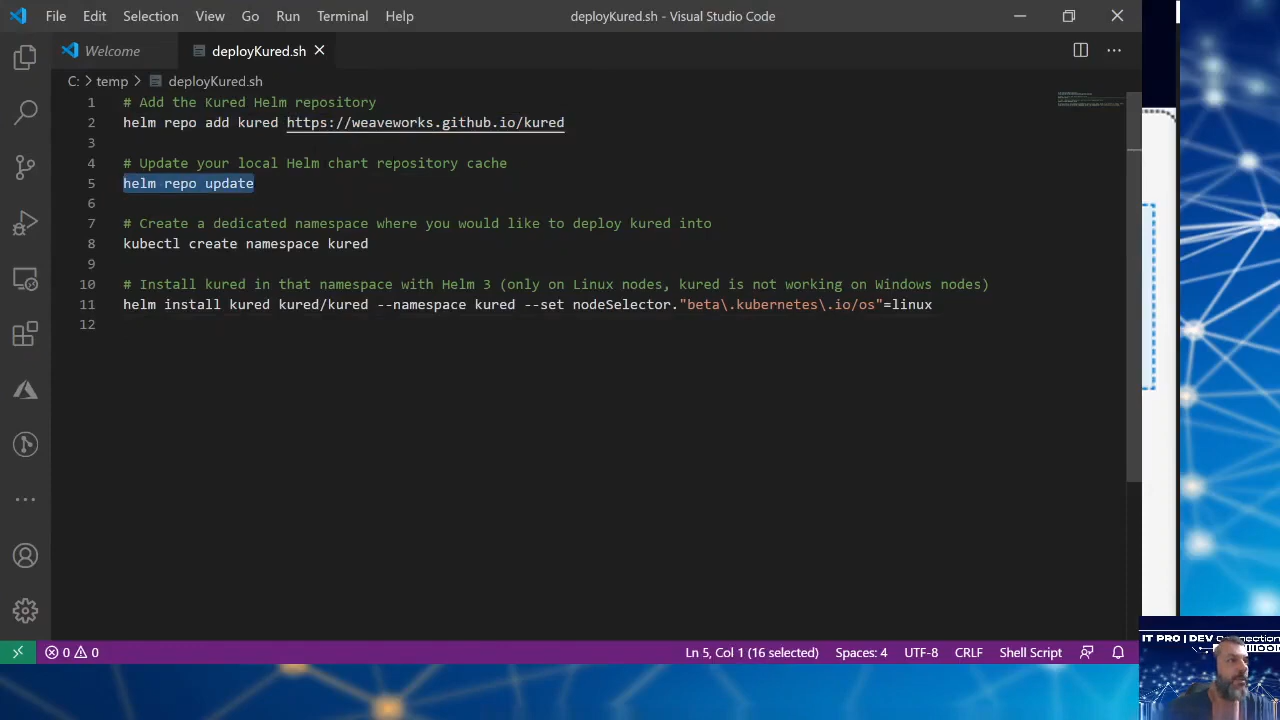 File Edit Selection View Go Run Terminal Help
deployKured.sh - Visual Studio Code
Welcome
deployKured.sh
C: > temp > deployKured.sh
1 # Add the Kured Helm repository
2 helm repo add kured https://weaveworks.github.io/kured
3
4 # Update your local Helm chart repository cache
5 helm repo update
6
7 # Create a dedicated namespace where you would like to deploy kured into
8 kubectl create namespace kured
9
10 # Install kured in that namespace with Helm 3 (only on Linux nodes, kured is not working on Windows nodes)
11 helm install kured kured/kured --namespace kured --set nodeSelector."beta\.kubernetes\.io/os"=linux
12
0 0
Ln 5, Col 1 (16 selected) Spaces: 4 UTF-8 CRLF Shell Script
IT PRO | DEV Connection